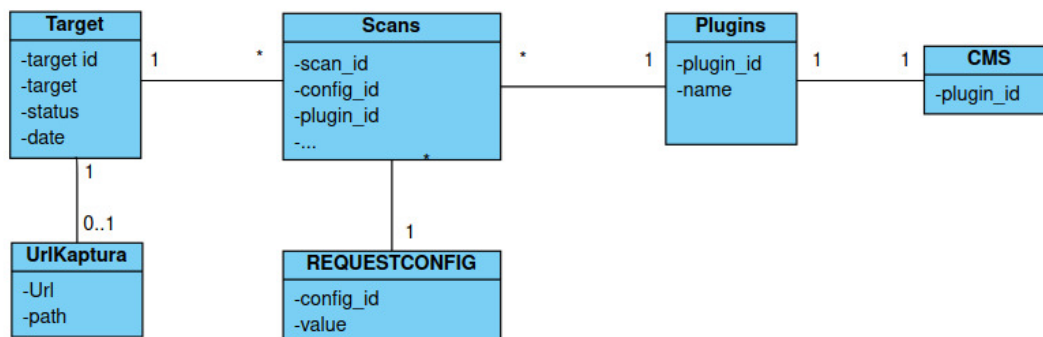 Target
-target id
-target
-status
-date
1
*
Scans
-scan_id
-config_id
-plugin_id
-...
*
*
1
Plugins
-plugin_id
-name
1
1
CMS
-plugin_id
1
0..1
UrlKaptura
-Url
-path
1
REQUESTCONFIG
-config_id
-value